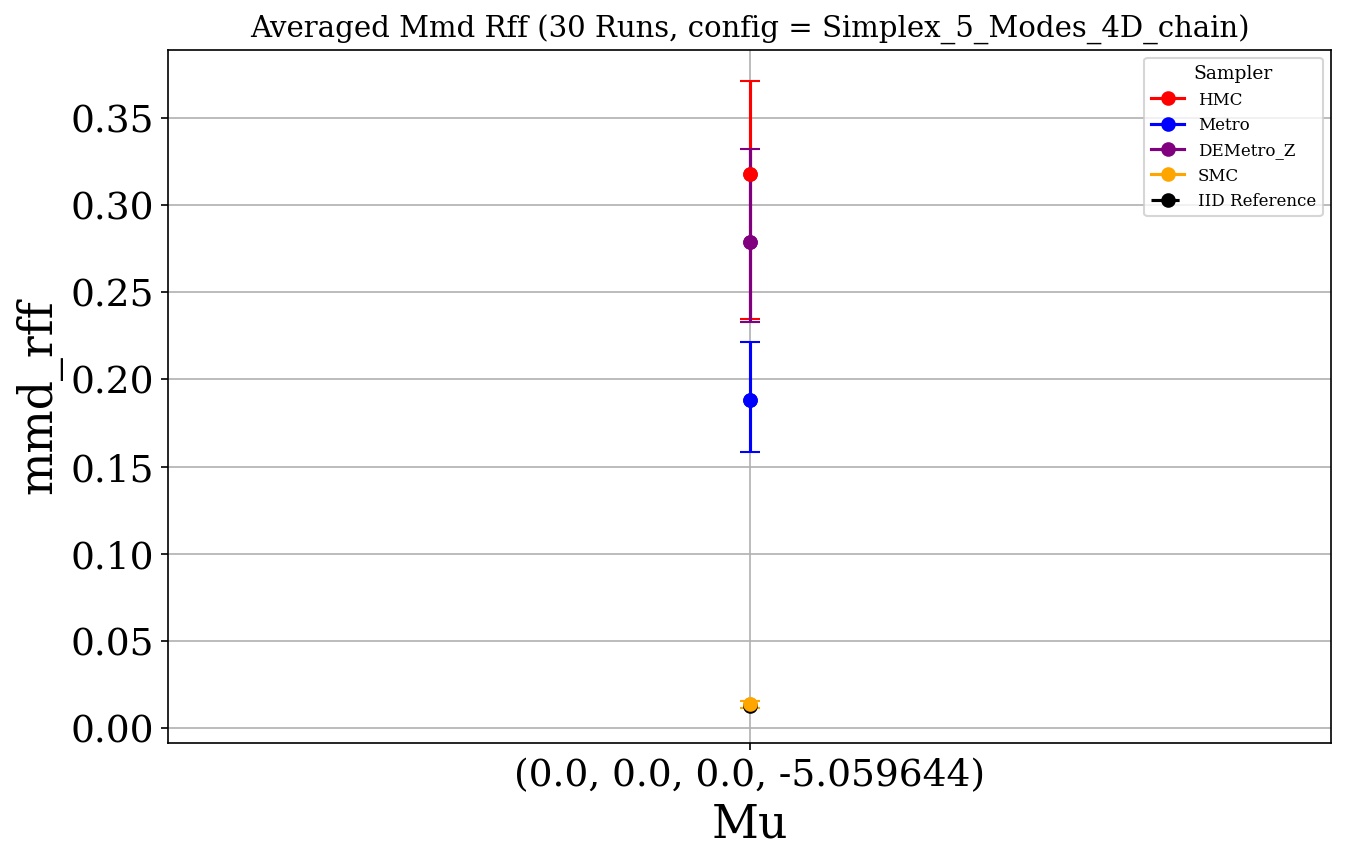 Averaged Mmd Rff (30 Runs, config = Simplex_5_Modes_4D_chain)
Sampler
HMC
Metro
DEMetro_Z
SMC
IID Reference
mmd_rff
0.35
0.30
0.25
0.20
0.15
0.10
0.05
0.00
(0.0, 0.0, 0.0, -5.059644)
Mu